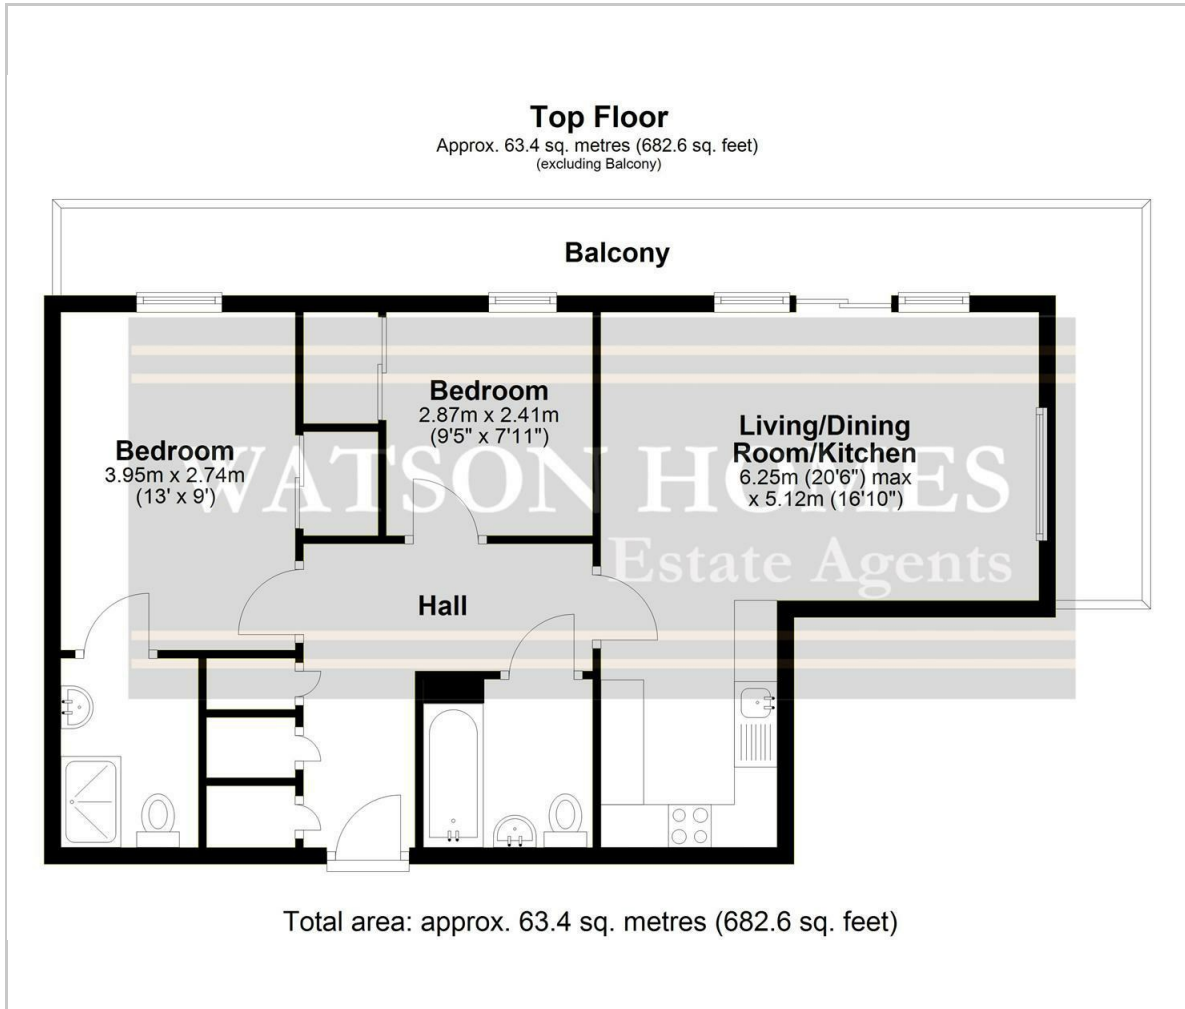 Top Floor
Approx. 63.4 sq. metres (682.6 sq. feet)
(excluding Balcony)
Balcony
Bedroom
2.87m x 2.41m
(9'5" x 7'11")
Living/Dining
Room/Kitchen
6.25m (20'6") max
x 5.12m (16'10")
Bedroom
3.95m x 2.74m
(13' x 9')
WATSON HOMES
Estate Agents
Hall
Total area: approx. 63.4 sq. metres (682.6 sq. feet)